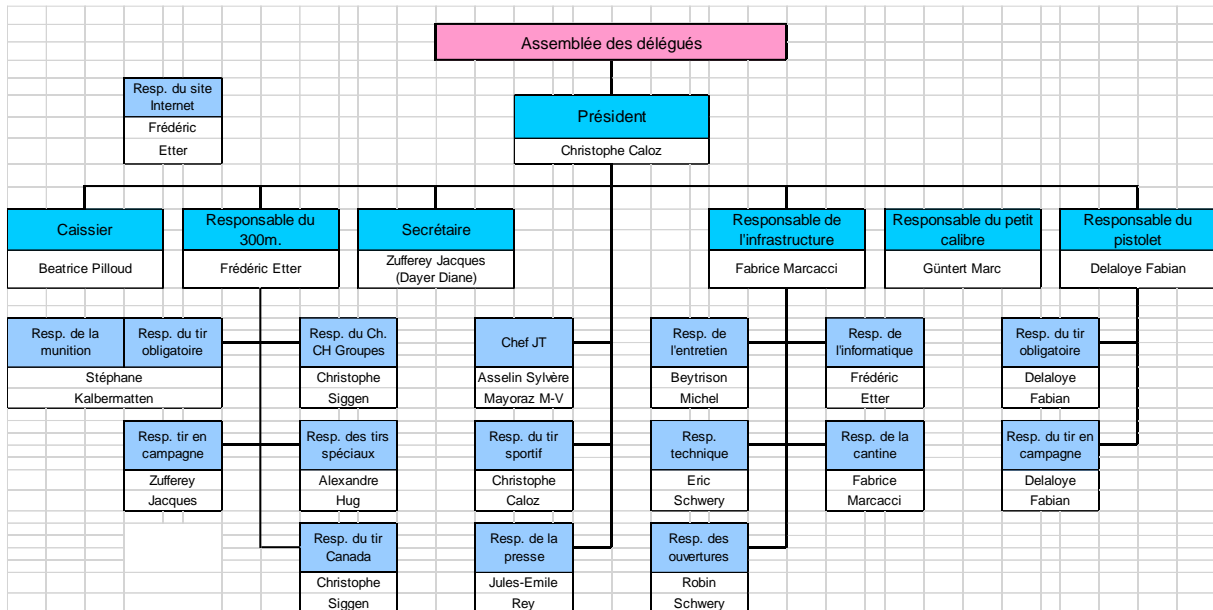 Assemblée des délégués
Resp. du site
Internet
Frédéric
Etter
Président
Christophe Caloz
Caissier
Beatrice Pilloud
Responsable du
300m.
Frédéric Etter
Secrétaire
Zufferey Jacques
(Dayer Diane)
Responsable de
l'infrastructure
Fabrice Marcacci
Responsable du petit
calibre
Güntert Marc
Responsable du
pistolet
Delaloye Fabian
Resp. de la
munition
Resp. du tir
obligatoire
Stéphane
Kalbermatten
Resp. du Ch.
CH Groupes
Christophe
Siggen
Chef JT
Asselin Sylvère
Mayoraz M-V
Resp. de
l'entretien
Beytrison
Michel
Resp. de
l'informatique
Frédéric
Etter
Resp. du tir
obligatoire
Delaloye
Fabian
Resp. tir en
campagne
Zufferey
Jacques
Resp. des tirs
spéciaux
Alexandre
Hug
Resp. du tir
sportif
Christophe
Caloz
Resp.
technique
Eric
Schwery
Resp. de la
cantine
Fabrice
Marcacci
Resp. du tir en
campagne
Delaloye
Fabian
Resp. du tir
Canada
Christophe
Siggen
Resp. de la
presse
Jules-Emile
Rey
Resp. des
ouvertures
Robin
Schwery